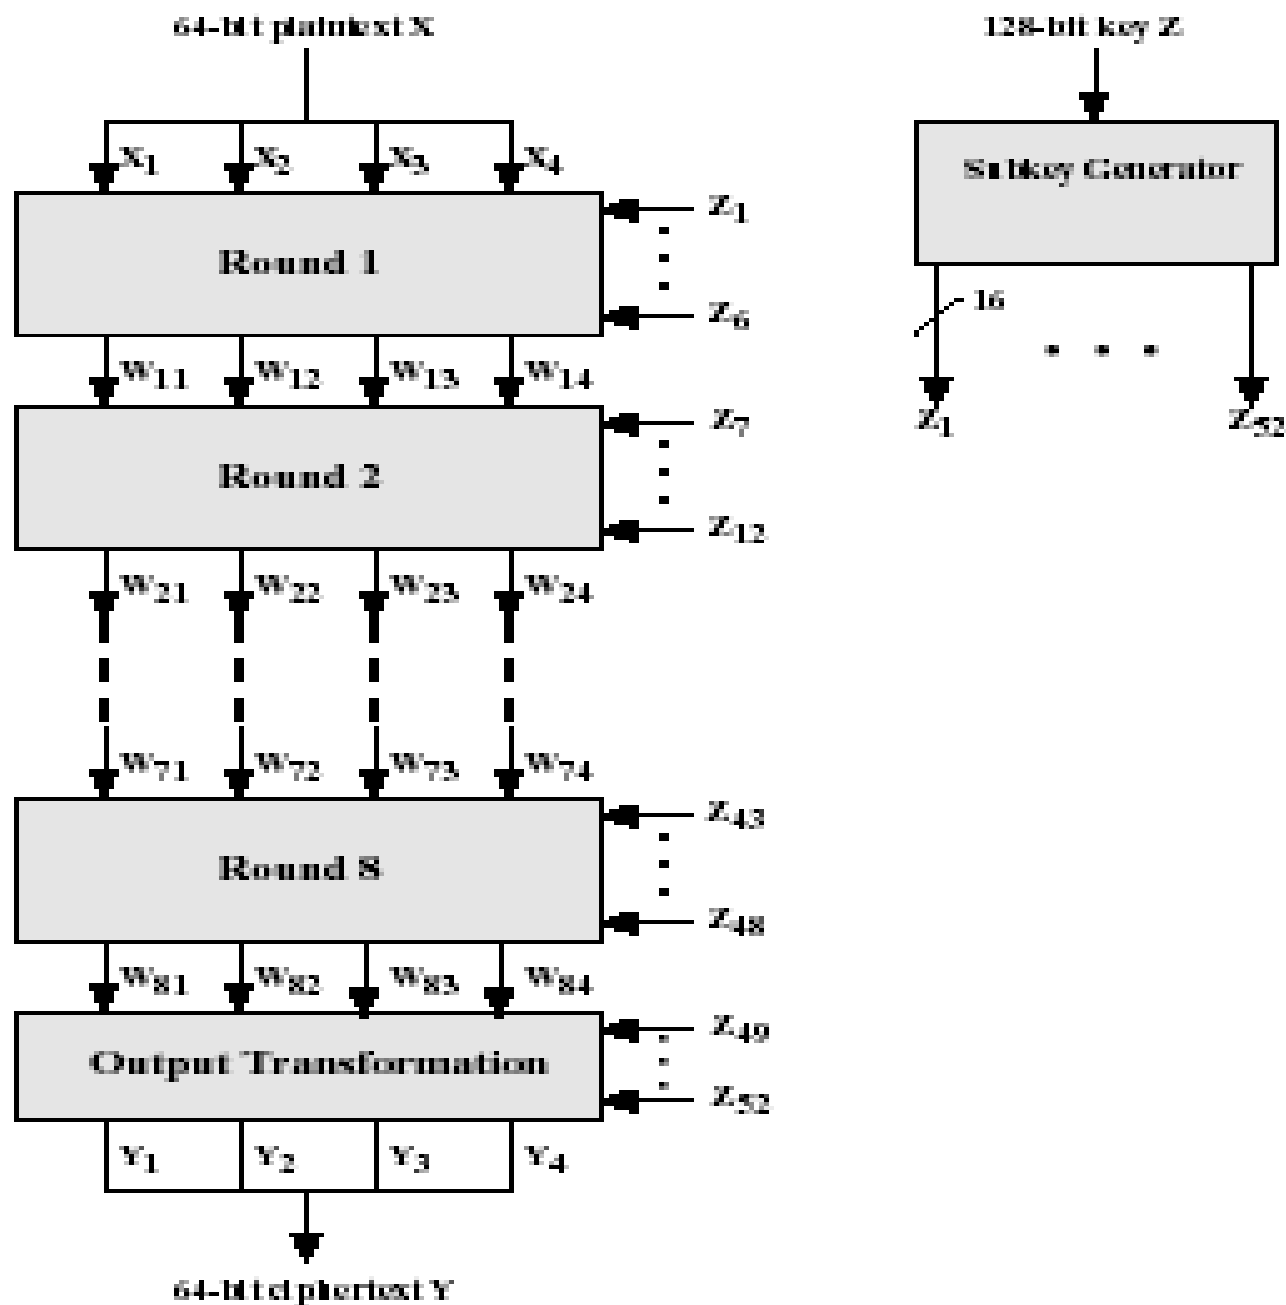 64-bit plaintext X
128-bit key Z
X1 X2 X3 X4
Subkey Generator
Z1
Round 1
Z6
16
W11 W12 W13 W14
Z1 Z52
Z7
Round 2
Z12
W21 W22 W23 W24
W71 W72 W73 W74
Z43
Round 8
Z48
W81 W82 W83 W84
Z49
Output Transformation
Z52
Y1 Y2 Y3 Y4
64-bit ciphertext Y